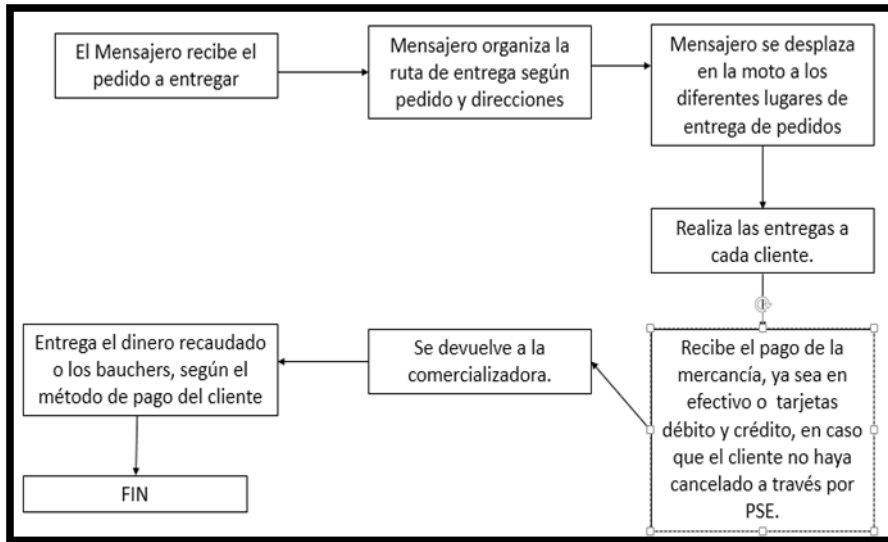 El Mensajero recibe el
pedido a entregar
Mensajero organiza la
ruta de entrega según
pedido y direcciones
Mensajero se desplaza
en la moto a los
diferentes lugares de
entrega de pedidos
Realiza las entregas a
cada cliente.
Recibe el pago de la
mercancía, ya sea en
efectivo o tarjetas
débito y crédito, en caso
que el cliente no haya
cancelado a través por
PSE.
Se devuelve a la
comercializadora.
Entrega el dinero recaudado
o los bauchers, según el
método de pago del cliente
FIN